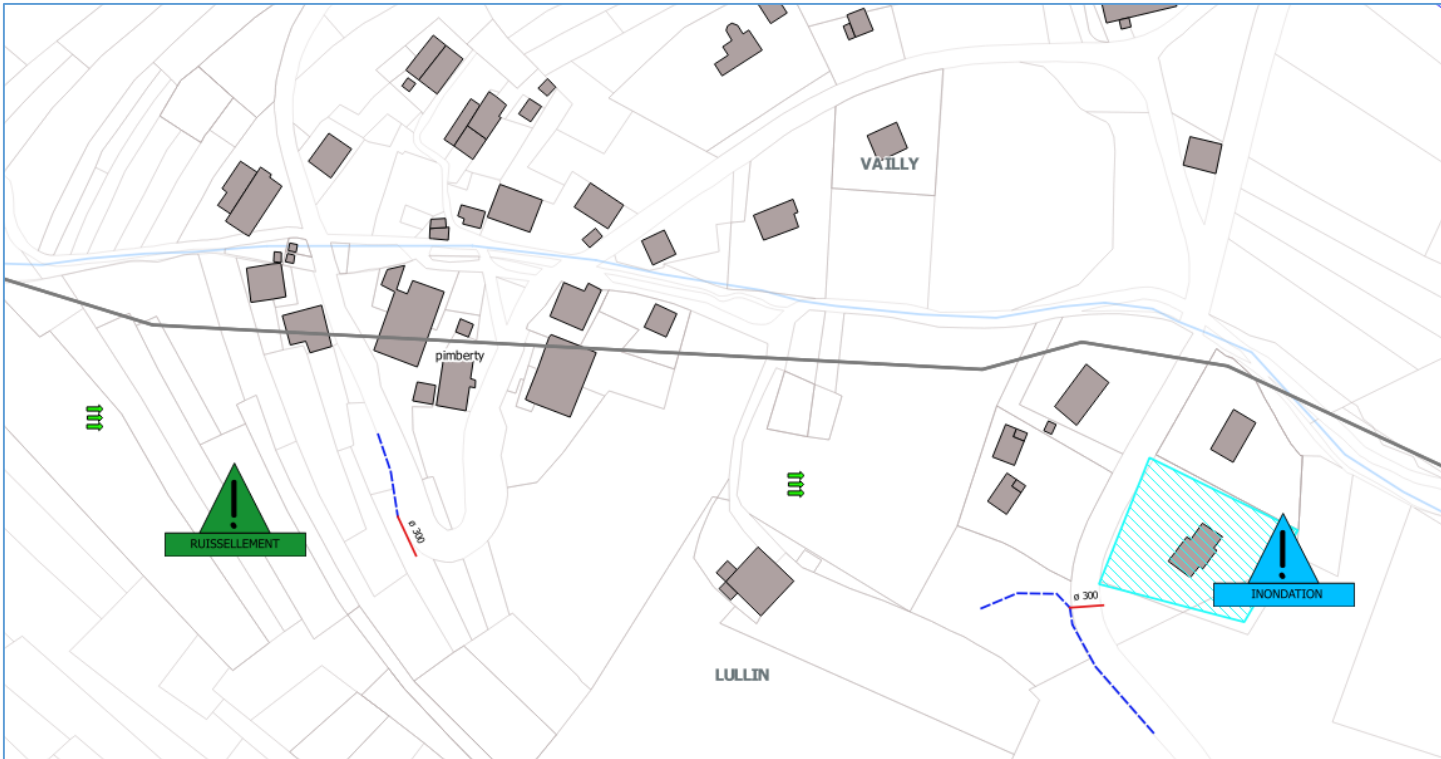 VAILLY
pimberty
ø 300
RUISSELLEMENT
ø 300
INONDATION
LULLIN